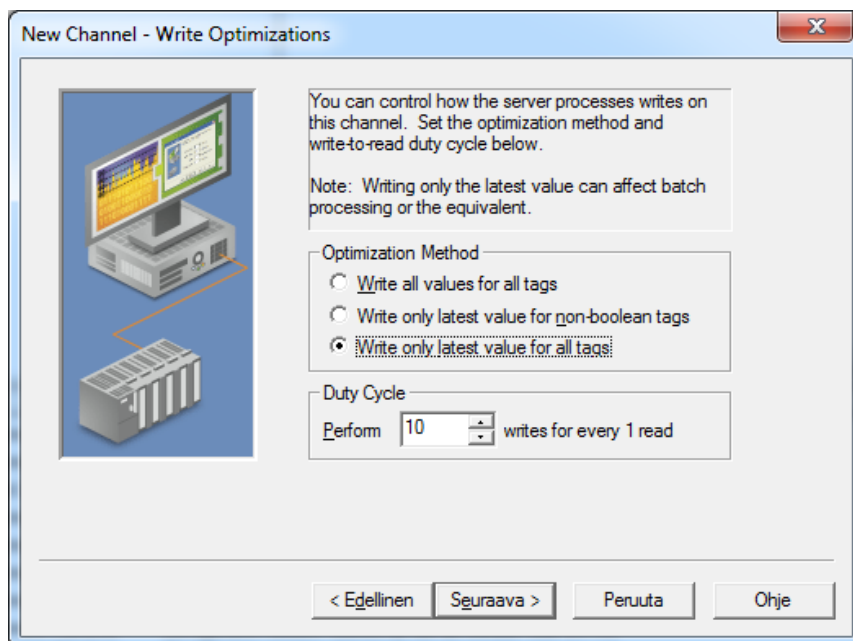 New Channel - Write Optimizations
You can control how the server processes writes on
this channel.  Set the optimization method and
write-to-read duty cycle below.
Note:  Writing only the latest value can affect batch
processing or the equivalent.
Optimization Method
Write all values for all tags
Write only latest value for non-boolean tags
Write only latest value for all tags
Duty Cycle
Perform 10 writes for every 1 read
< Edellinen Seuraava > Peruuta Ohje